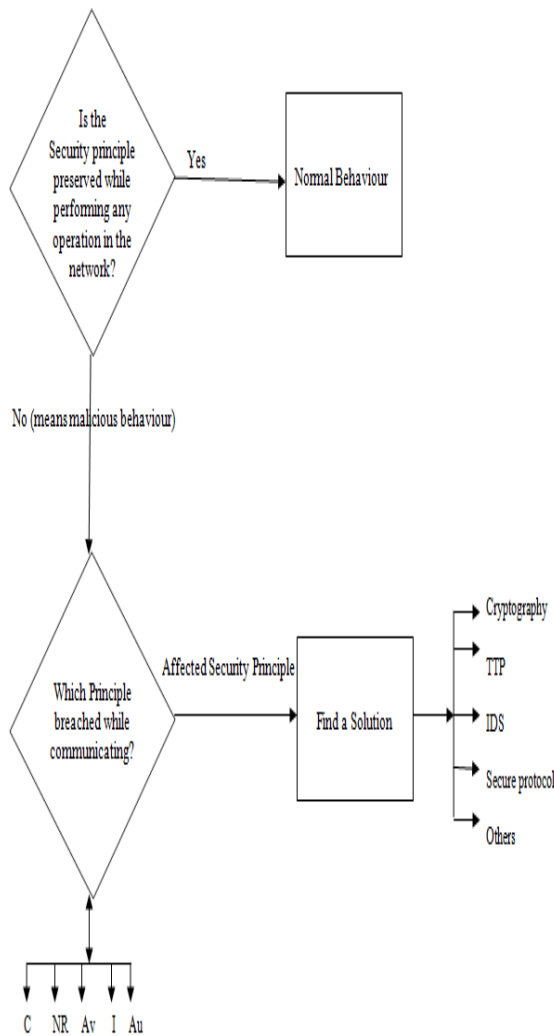 Is the
Security principle
preserved while
performing any
operation in the
network?
Yes
Normal Behaviour
No (means malicious behaviour)
Which Principle
breached while
communicating?
Affected Security Principle
Find a Solution
Cryptography
TTP
IDS
Secure protocol
Others
C NR Av I Au